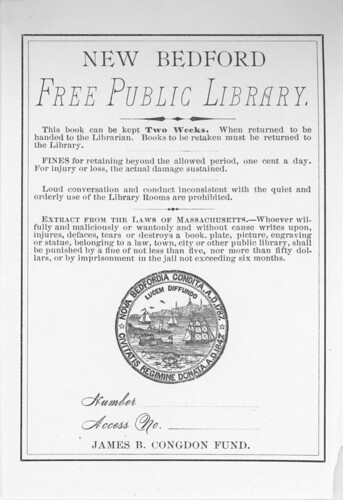 NEW BEDFORD
FREE PUBLIC LIBRARY.
This book can be kept Two Weeks. When returned to be
handed to the Librarian. Books to be retaken must be returned to
the Library.
FINES for retaining beyond the allowed period, one cent a day.
For injury or loss, the actual damage sustained.
Loud conversation and conduct inconsistent with the quiet and
orderly use of the Library Rooms are prohibited.
EXTRACT FROM THE LAWS OF MASSACHUSETTS.—Whoever wil-
fully and maliciously or wantonly and without cause writes upon,
injures, defaces, tears or destroys a book, plate, picture, engraving
or statue, belonging to a law, town, city or other public library, shall
be punished by a fine of not less than five, nor more than fifty dol-
lars, or by imprisonment in the jail not exceeding six months.
NOVA BEDFORDIA CONDITA A.D. 1787.
LUCEM DIFFUNDO
CIVITATIS REGIMINE DONATA A.D. 1847.
Number
Access No.
JAMES B. CONGDON FUND.